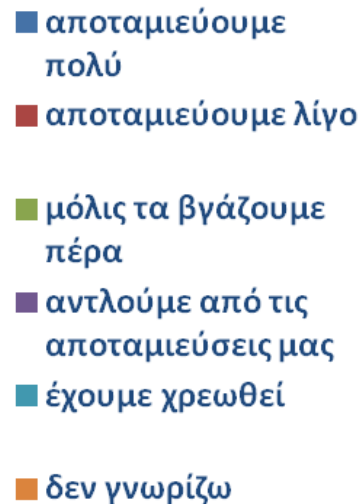 αποταμιεύουμε
πολύ
αποταμιεύουμε λίγο
μόλις τα βγάζουμε
πέρα
αντλούμε από τις
αποταμιεύσεις μας
έχουμε χρεωθεί
δεν γνωρίζω